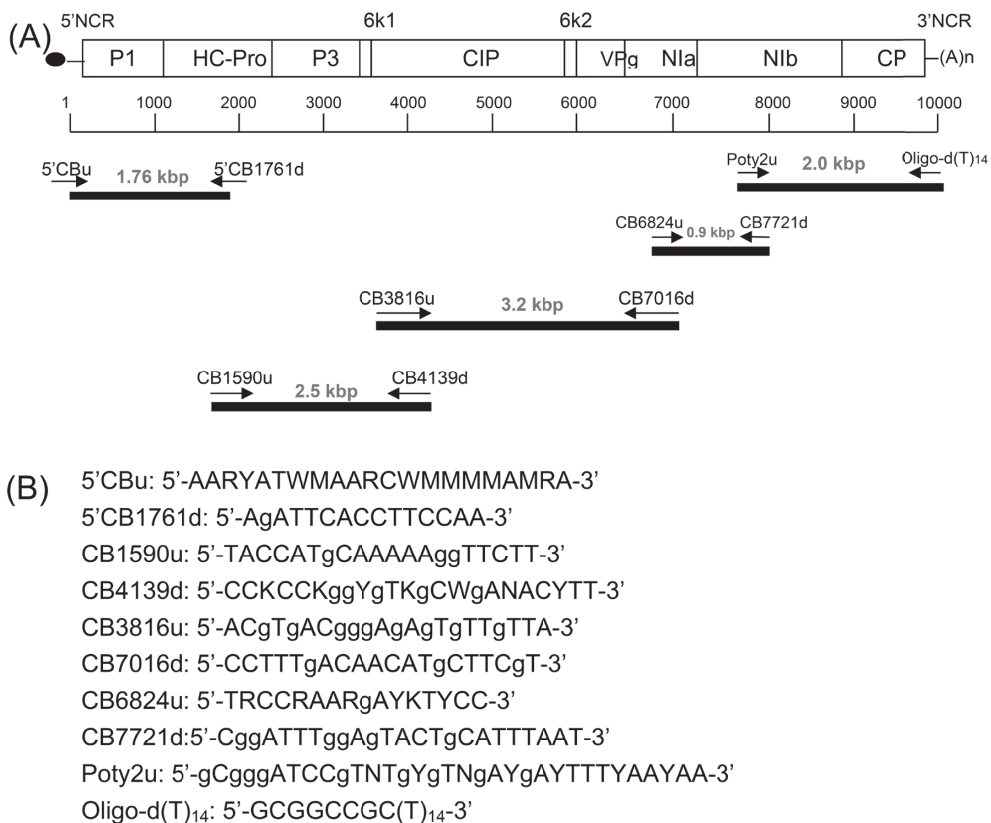 (A)
5’NCR 6k1 6k2 3’NCR
P1 HC-Pro P3 CIP VPg NIa NIb CP (A)n
1 1000 2000 3000 4000 5000 6000 7000 8000 9000 10000
5’CBu 1.76 kbp 5’CB1761d Poty2u 2.0 kbp Oligo-d(T)14
CB6824u 0.9 kbp CB7721d
CB3816u 3.2 kbp CB7016d
CB1590u 2.5 kbp CB4139d
(B)
5’CBu: 5’-AARYATWMAARCWMMMMAMRA-3’
5’CB1761d: 5’-AgATTCACCTTCCAA-3’
CB1590u: 5’-TACCATgCAAAAAggTTCTT-3’
CB4139d: 5’-CCKCCKggYgTKgCWgANACYTT-3’
CB3816u: 5’-ACgTgACgggAgAgTgTTgTTA-3’
CB7016d: 5’-CCTTTgACAACATgCTTCgT-3’
CB6824u: 5’-TRCCRAARgAYKTYCC-3’
CB7721d:5’-CggATTTggAgTACTgCATTTAAT-3’
Poty2u: 5’-gCgggATCCgTNTgYgTNgAYgAYTTTYAAYAA-3’
Oligo-d(T)14: 5’-GCGGCCGC(T)14-3’